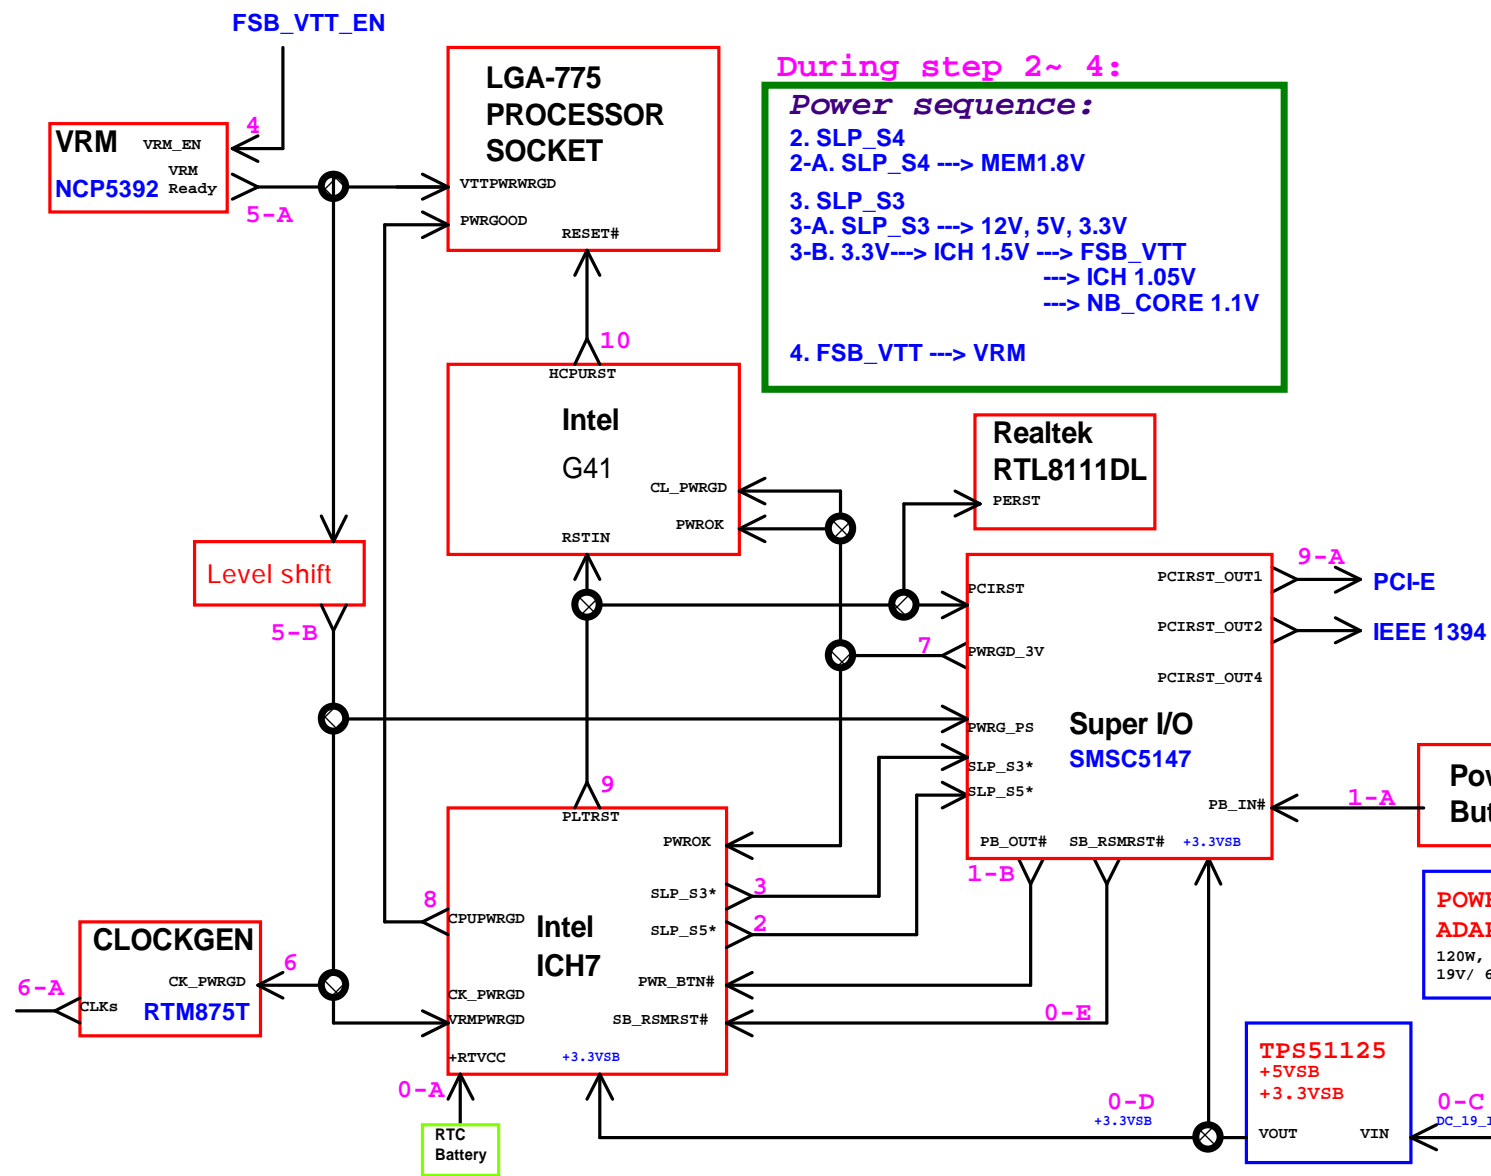 FSB_VTT_EN
During step 2~ 4:
Power sequence:
2. SLP_S4
2-A. SLP_S4 ---> MEM1.8V
3. SLP_S3
3-A. SLP_S3 ---> 12V, 5V, 3.3V
3-B. 3.3V---> ICH 1.5V ---> FSB_VTT
---> ICH 1.05V
---> NB_CORE 1.1V
4. FSB_VTT ---> VRM
LGA-775
PROCESSOR
SOCKET
VTTPWRWRGD
PWRGOOD
RESET#
VRM
VRM_EN
4
NCP5392
VRM
Ready
5-A
10
HCPURST
Intel
G41
CL_PWRGD
PWROK
RSTIN
Realtek
RTL8111DL
PERST
Level shift
5-B
PCIRST
PCIRST_OUT1
9-A
PCI-E
PCIRST_OUT2
IEEE 1394
7
PWRGD_3V
PCIRST_OUT4
PWRG_PS
Super I/O
SMSC5147
SLP_S3*
SLP_S5*
PB_IN#
1-A
PB_OUT#
SB_RSMRST#
+3.3VSB
1-B
9
PLTRST
PWROK
SLP_S3*
3
8
CPUPWRGD
Intel
ICH7
SLP_S5*
2
PWR_BTN#
CK_PWRGD
VRMPWRGD
SB_RSMRST#
0-E
+RTVCC
+3.3VSB
0-A
RTC
Battery
CLOCKGEN
CK_PWRGD
6
6-A
CLKs
RTM875T
120W,
19V/ 6
TPS51125
+5VSB
+3.3VSB
VOUT
VIN
0-D
+3.3VSB
0-C